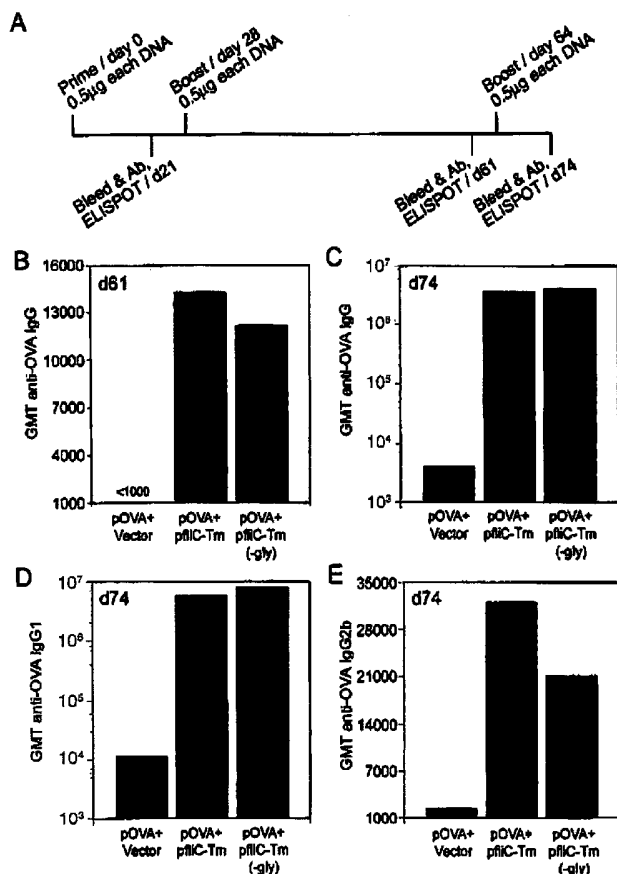 A
Prime / day 0
0.5µg each DNA
Boost / day 28
0.5µg each DNA
Boost / day 64
0.5µg each DNA
Bleed & Ab,
ELISPOT / d21
Bleed & Ab,
ELISPOT / d61
Bleed & Ab,
ELISPOT / d74
B
d61
GMT anti-OVA IgG
16000
13000
10000
7000
4000
1000
<1000
pOVA+
Vector
pOVA+
pfliC-Tm
pOVA+
pfliC-Tm
(-gly)
C
d74
GMT anti-OVA IgG
10⁷
10⁶
10⁵
10⁴
10³
pOVA+
Vector
pOVA+
pfliC-Tm
pOVA+
pfliC-Tm
(-gly)
D
d74
GMT anti-OVA IgG1
10⁷
10⁶
10⁵
10⁴
10³
pOVA+
Vector
pOVA+
pfliC-Tm
pOVA+
pfliC-Tm
(-gly)
E
d74
GMT anti-OVA IgG2b
35000
28000
21000
14000
7000
1000
pOVA+
Vector
pOVA+
pfliC-Tm
pOVA+
pfliC-Tm
(-gly)